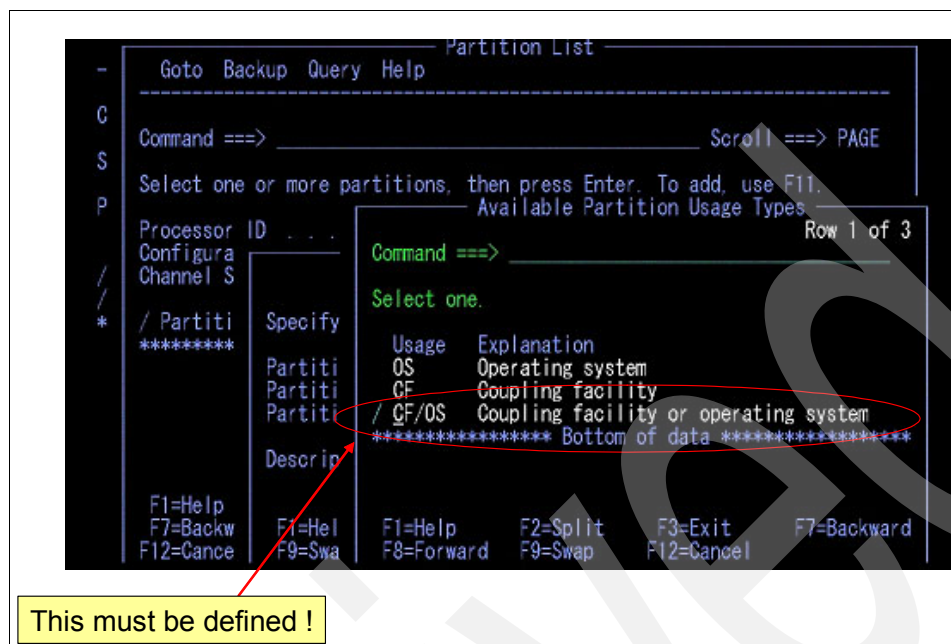 Partition List
- Goto Backup Query Help
C
Command ===> Scroll ===> PAGE
S
Select one or more partitions, then press Enter. To add, use F11.
P
Available Partition Usage Types
Processor ID . . . Row 1 of 3
Configura Command ===>
/ Channel S
/ Select one.
* / Partiti Specify
********* Usage Explanation
Partiti OS Operating system
Partiti CF Coupling facility
Partiti / CF/OS Coupling facility or operating system
****************** Bottom of data *******************
Descrip
F1=Help
F7=Backw F1=Hel F1=Help F2=Split F3=Exit F7=Backward
F12=Cance F9=Swa F8=Forward F9=Swap F12=Cancel
This must be defined !